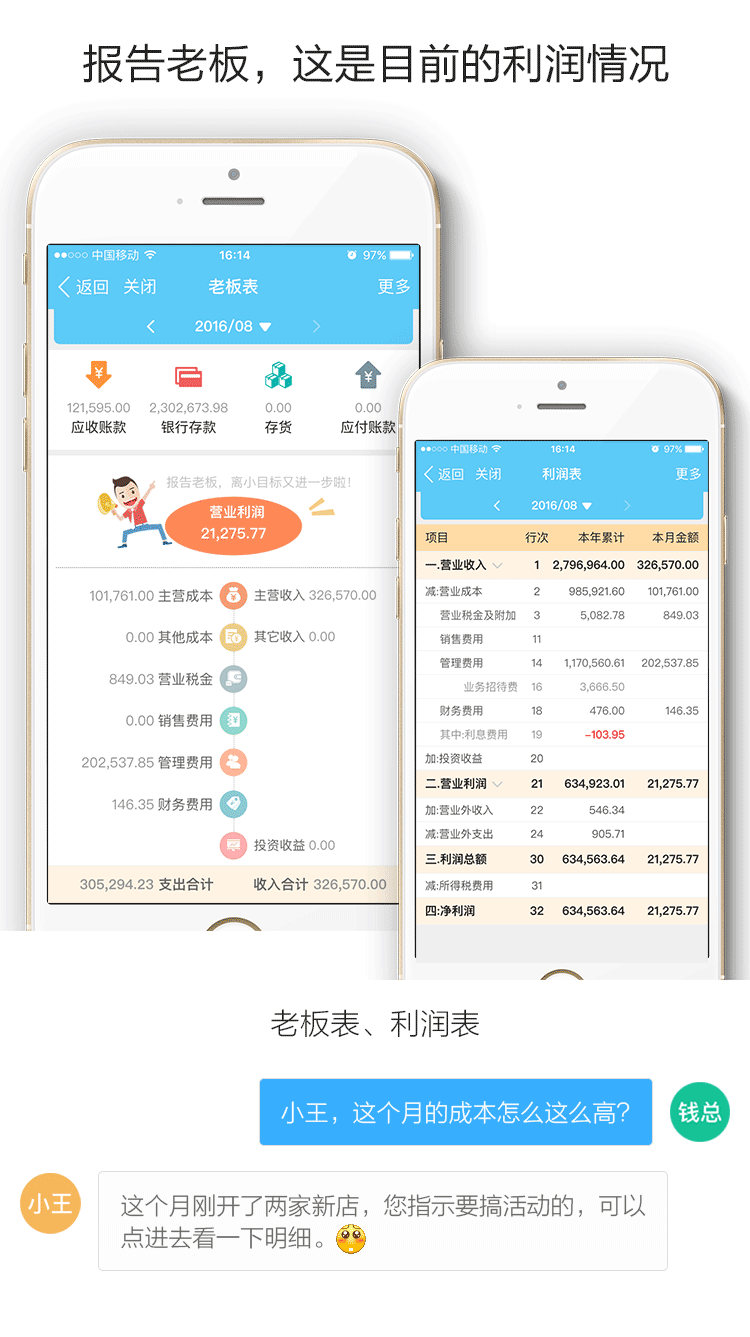 报告老板，这是目前的利润情况
中国移动 16:14 97%
返回 关闭 老板表 更多
2016/08
121,595.00 2,302,673.98 0.00 0.00
应收账款 银行存款 存货 应付账款
报告老板，离小目标又进一步啦！
营业利润
21,275.77
101,761.00 主营成本 主营收入 326,570.00
0.00 其他成本 其它收入 0.00
849.03 营业税金
0.00 销售费用
202,537.85 管理费用
146.35 财务费用
投资收益 0.00
305,294.23 支出合计 收入合计 326,570.00
中国移动 16:14 97%
返回 关闭 利润表 更多
2016/08
项目 行次 本年累计 本月金额
一.营业收入 1 2,796,964.00 326,570.00
减:营业成本 2 985,921.60 101,761.00
营业税金及附加 3 5,082.78 849.03
销售费用 11
管理费用 14 1,170,560.61 202,537.85
业务招待费 16 3,666.50
财务费用 18 476.00 146.35
其中:利息费用 19 -103.95
加:投资收益 20
二.营业利润 21 634,923.01 21,275.77
加:营业外收入 22 546.34
减:营业外支出 24 905.71
三.利润总额 30 634,563.64 21,275.77
减:所得税费用 31
四:净利润 32 634,563.64 21,275.77
老板表、利润表
小王，这个月的成本怎么这么高？
钱总
小王
这个月刚开了两家新店，您指示要搞活动的，可以
点进去看一下明细。